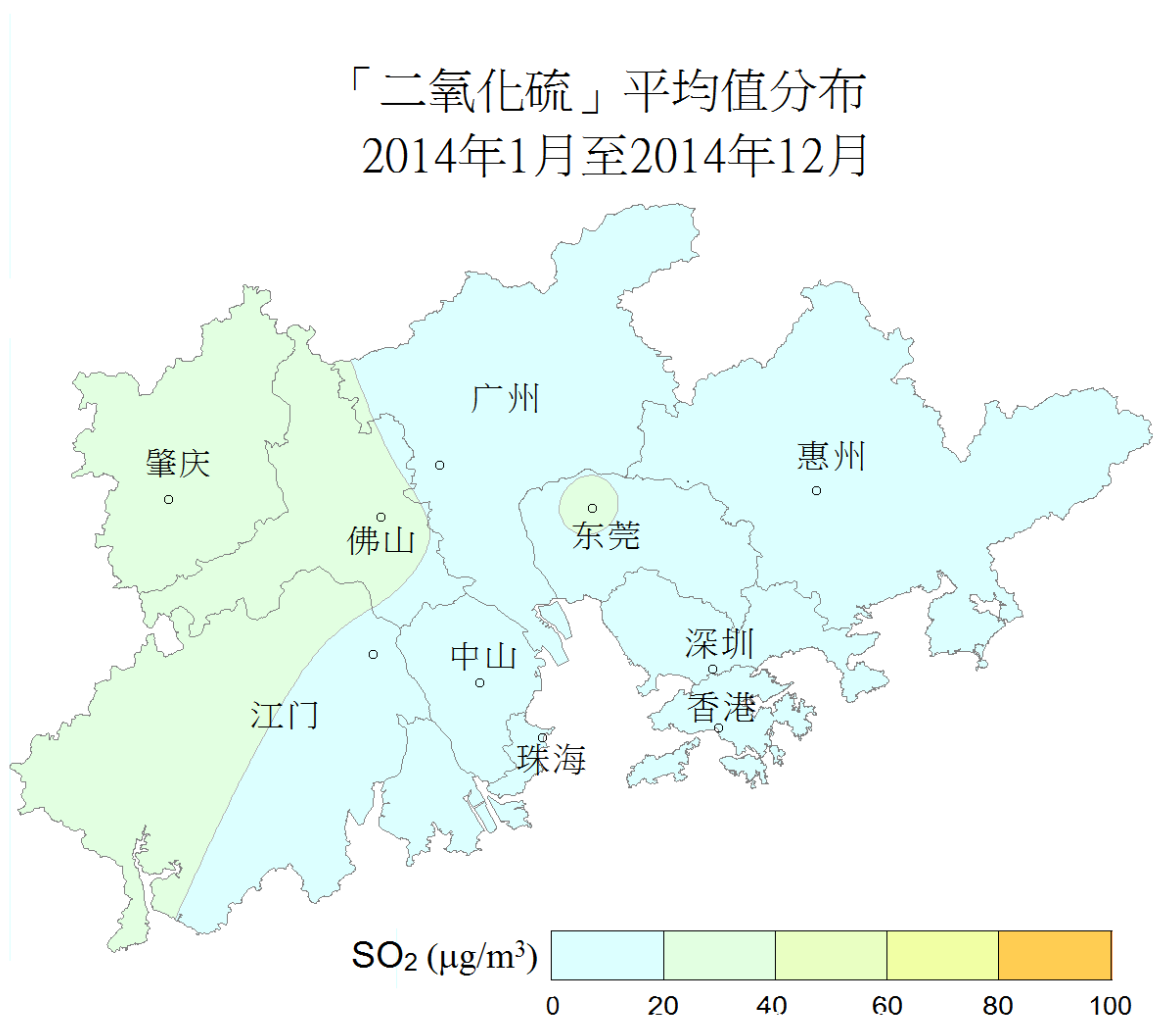 「二氧化硫」平均值分布
2014年1月至2014年12月
广州
肇庆
惠州
佛山
东莞
深圳
中山
香港
江门
珠海
SO₂ (µg/m³)
0 20 40 60 80 100